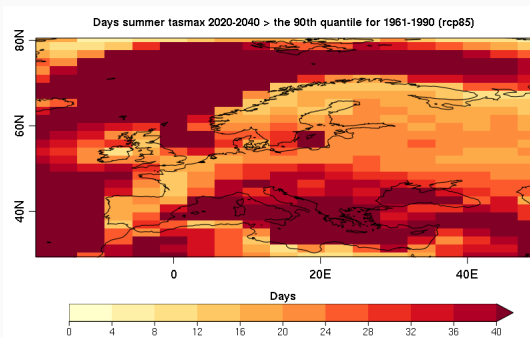 Days summer tasmax 2020-2040 > the 90th quantile for 1961-1990 (rcp85)
80N
60N
40N
0 20E 40E
Days
0 4 8 12 16 20 24 28 32 36 40